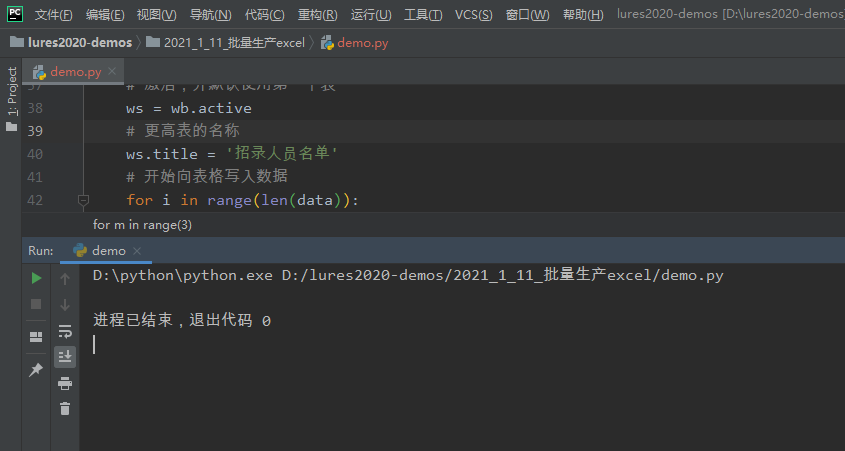 PC 文件(F) 编辑(E) 视图(V) 导航(N) 代码(C) 重构(R) 运行(U) 工具(T) VCS(S) 窗口(W) 帮助(H) lures2020-demos [D:\lures2020-demos
lures2020-demos 2021_1_11_批量生产excel demo.py
demo.py
1: Project
38 ws = wb.active
39 # 更高表的名称
40 ws.title = '招录人员名单'
41 # 开始向表格写入数据
42 for i in range(len(data)):
for m in range(3)
Run: demo
D:\python\python.exe D:/lures2020-demos/2021_1_11_批量生产excel/demo.py
进程已结束，退出代码 0